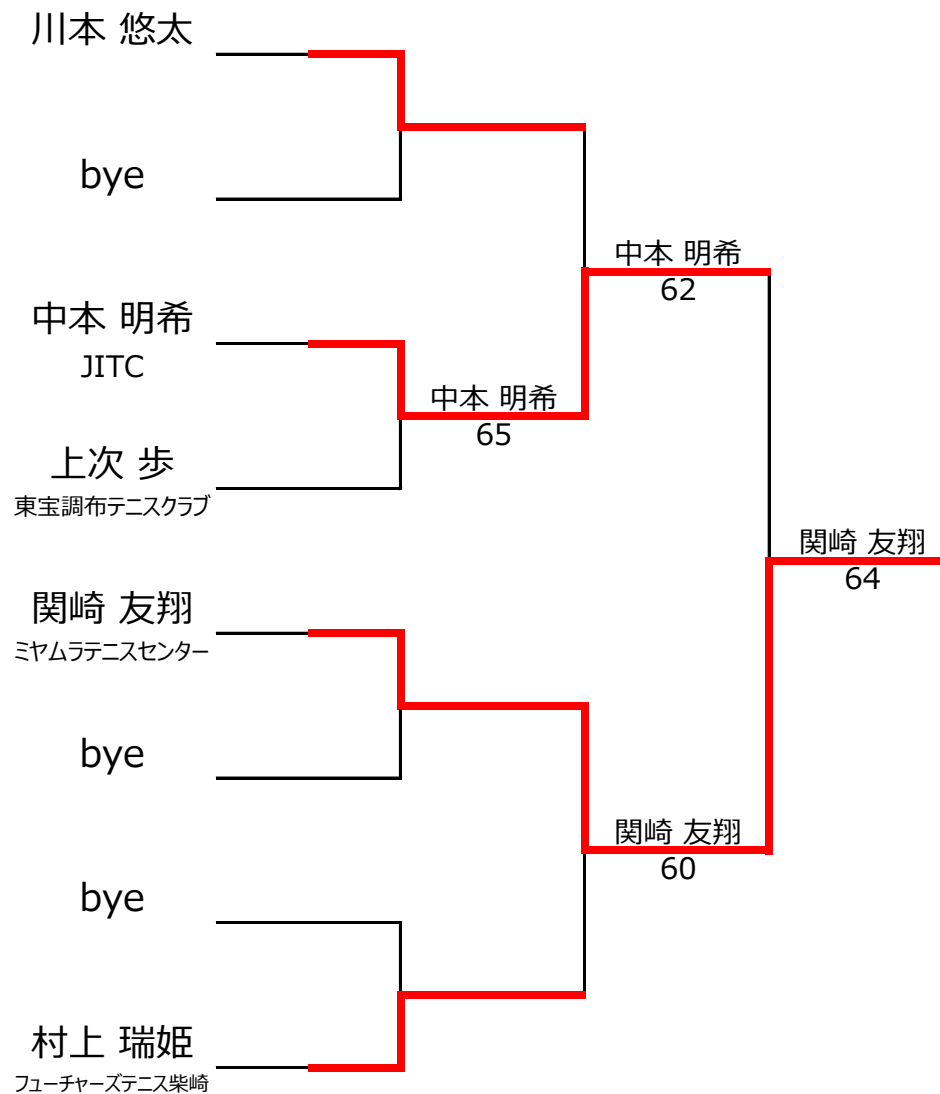 川本 悠太
bye
中本 明希
62
中本 明希
JITC
中本 明希
65
上次 歩
東宝調布テニスクラブ
関崎 友翔
64
関崎 友翔
ミヤムラテニスセンター
bye
関崎 友翔
60
bye
村上 瑞姫
フューチャーズテニス柴崎